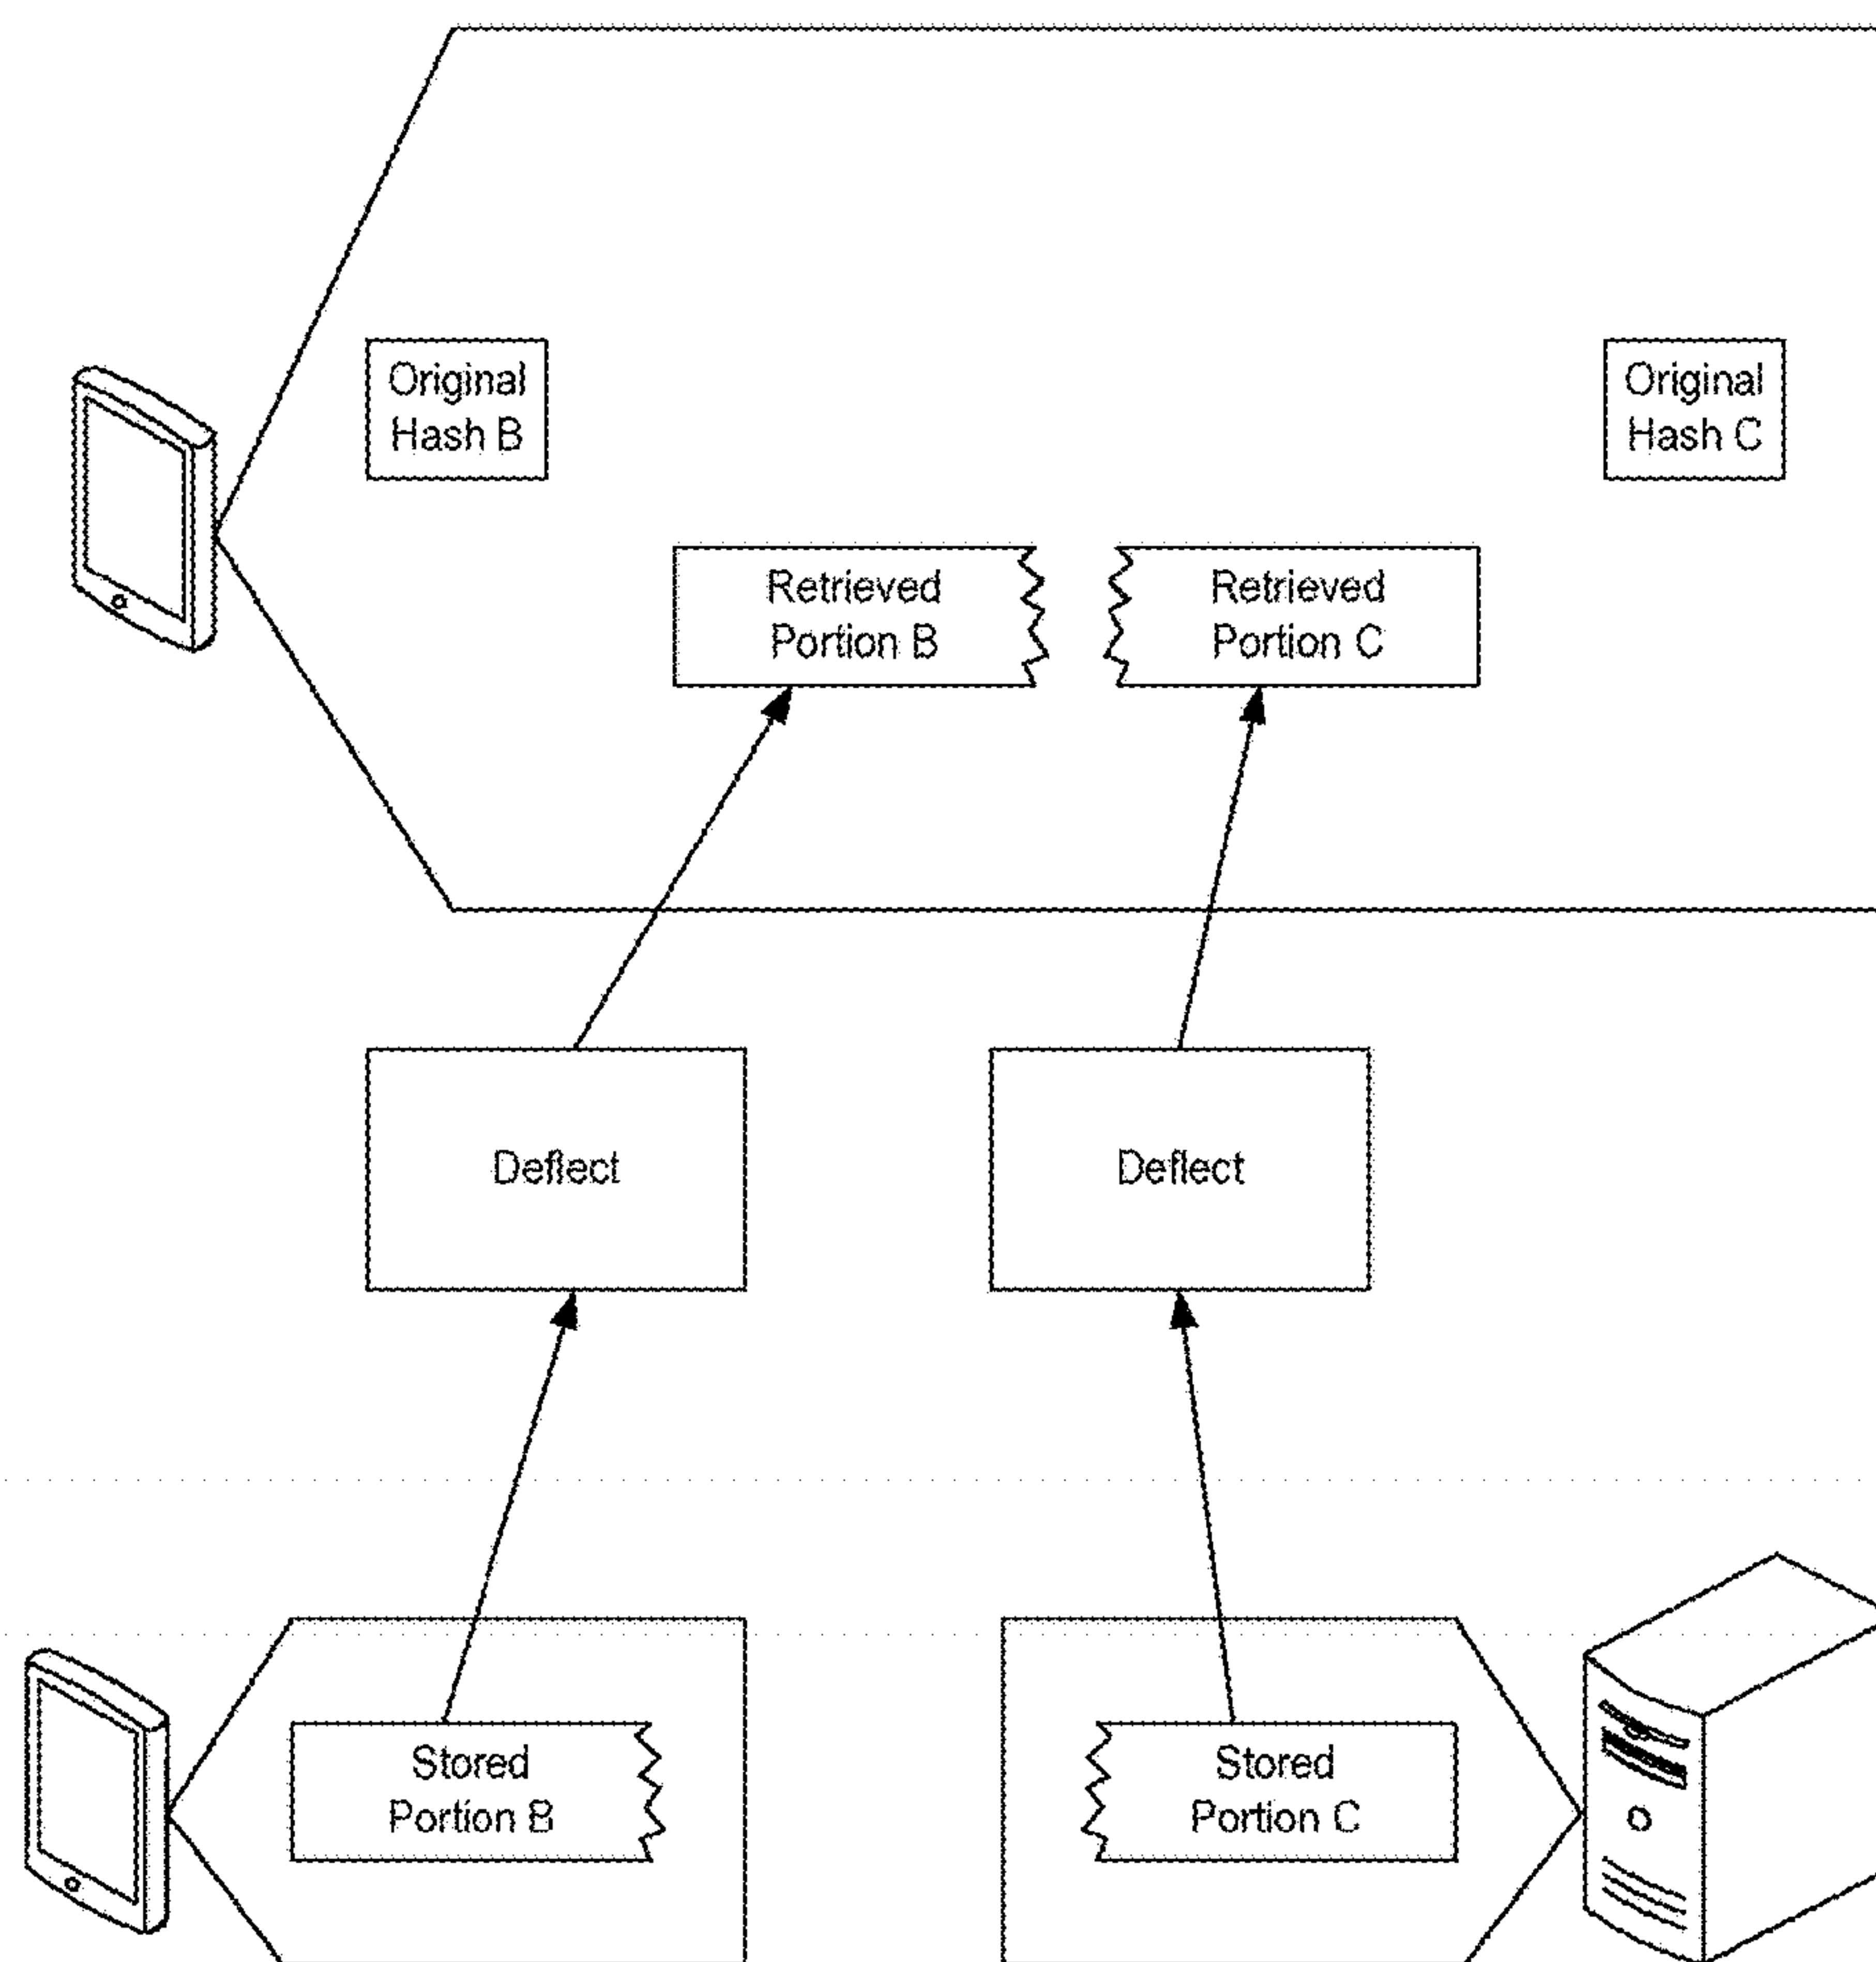 Original
Hash B
Original
Hash C
Retrieved
Portion B
Retrieved
Portion C
Deflect
Deflect
Stored
Portion B
Stored
Portion C